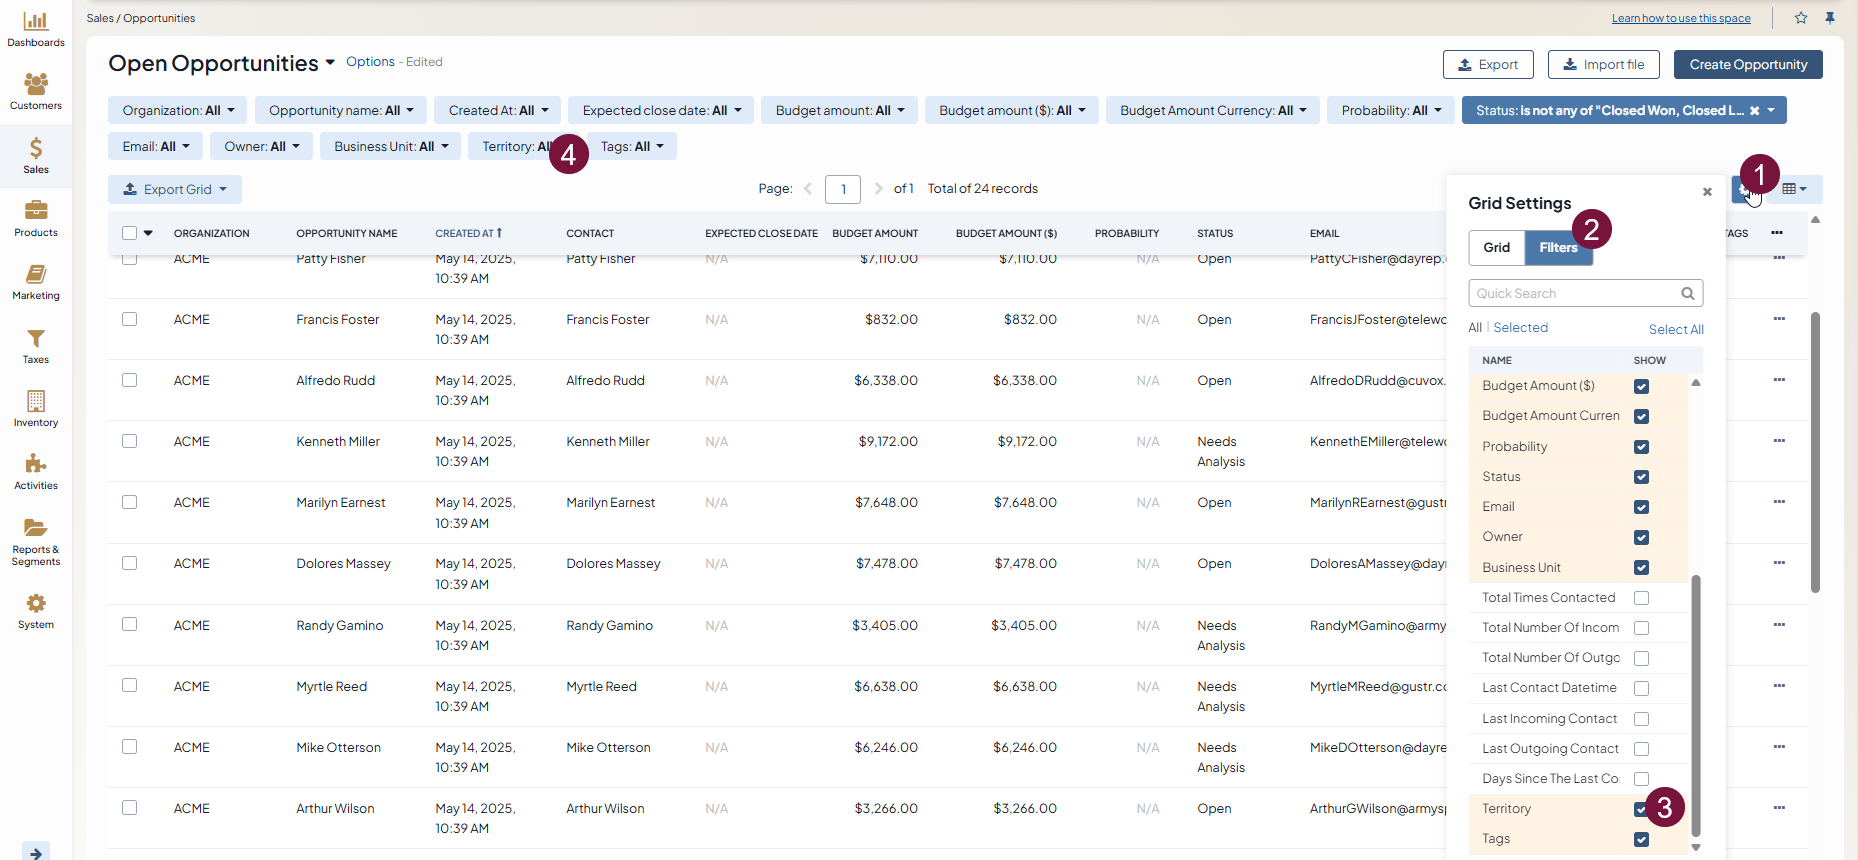 Dashboards
Customers
Sales
Products
Marketing
Taxes
Inventory
Activities
Reports &
Segments
System
Sales / Opportunities
Learn how to use this space
Open Opportunities
Options - Edited
Export
Import file
Create Opportunity
Organization: All
Opportunity name: All
Created At: All
Expected close date: All
Budget amount: All
Budget amount ($): All
Budget Amount Currency: All
Probability: All
Status: is not any of "Closed Won, Closed L...
Email: All
Owner: All
Business Unit: All
Territory: All
4
Tags: All
Export Grid
Page: 1 of 1 Total of 24 records
1
ORGANIZATION OPPORTUNITY NAME CREATED AT CONTACT EXPECTED CLOSE DATE BUDGET AMOUNT BUDGET AMOUNT ($) PROBABILITY STATUS EMAIL TAGS
Patty Fisher May 14, 2025, Patty Fisher N/A $7,110.00 $7,110.00 N/A Open PattyCFisher@dayrep.
10:39 AM
ACME Francis Foster May 14, 2025, Francis Foster N/A $832.00 $832.00 N/A Open FrancisJFoster@telewo
10:39 AM
ACME Alfredo Rudd May 14, 2025, Alfredo Rudd N/A $6,338.00 $6,338.00 N/A Open AlfredoDRudd@cuvox.
10:39 AM
ACME Kenneth Miller May 14, 2025, Kenneth Miller N/A $9,172.00 $9,172.00 N/A Needs KennethEMiller@telewo
10:39 AM Analysis
ACME Marilyn Earnest May 14, 2025, Marilyn Earnest N/A $7,648.00 $7,648.00 N/A Open MarilynREarnest@gustr
10:39 AM
ACME Dolores Massey May 14, 2025, Dolores Massey N/A $7,478.00 $7,478.00 N/A Open DoloresAMassey@dayr
10:39 AM
ACME Randy Gamino May 14, 2025, Randy Gamino N/A $3,405.00 $3,405.00 N/A Needs RandyMGamino@army
10:39 AM Analysis
ACME Myrtle Reed May 14, 2025, Myrtle Reed N/A $6,638.00 $6,638.00 N/A Needs MyrtleMReed@gustr.co
10:39 AM Analysis
ACME Mike Otterson May 14, 2025, Mike Otterson N/A $6,246.00 $6,246.00 N/A Needs MikeDOtterson@dayre
10:39 AM Analysis
ACME Arthur Wilson May 14, 2025, Arthur Wilson N/A $3,266.00 $3,266.00 N/A Open ArthurGWilson@armysp
10:39 AM
Grid Settings
2
Grid Filters
Quick Search
All | Selected Select All
NAME SHOW
Budget Amount ($)
Budget Amount Curren
Probability
Status
Email
Owner
Business Unit
Total Times Contacted
Total Number Of Incom
Total Number Of Outgo
Last Contact Datetime
Last Incoming Contact
Last Outgoing Contact
Days Since The Last Co
Territory
3
Tags